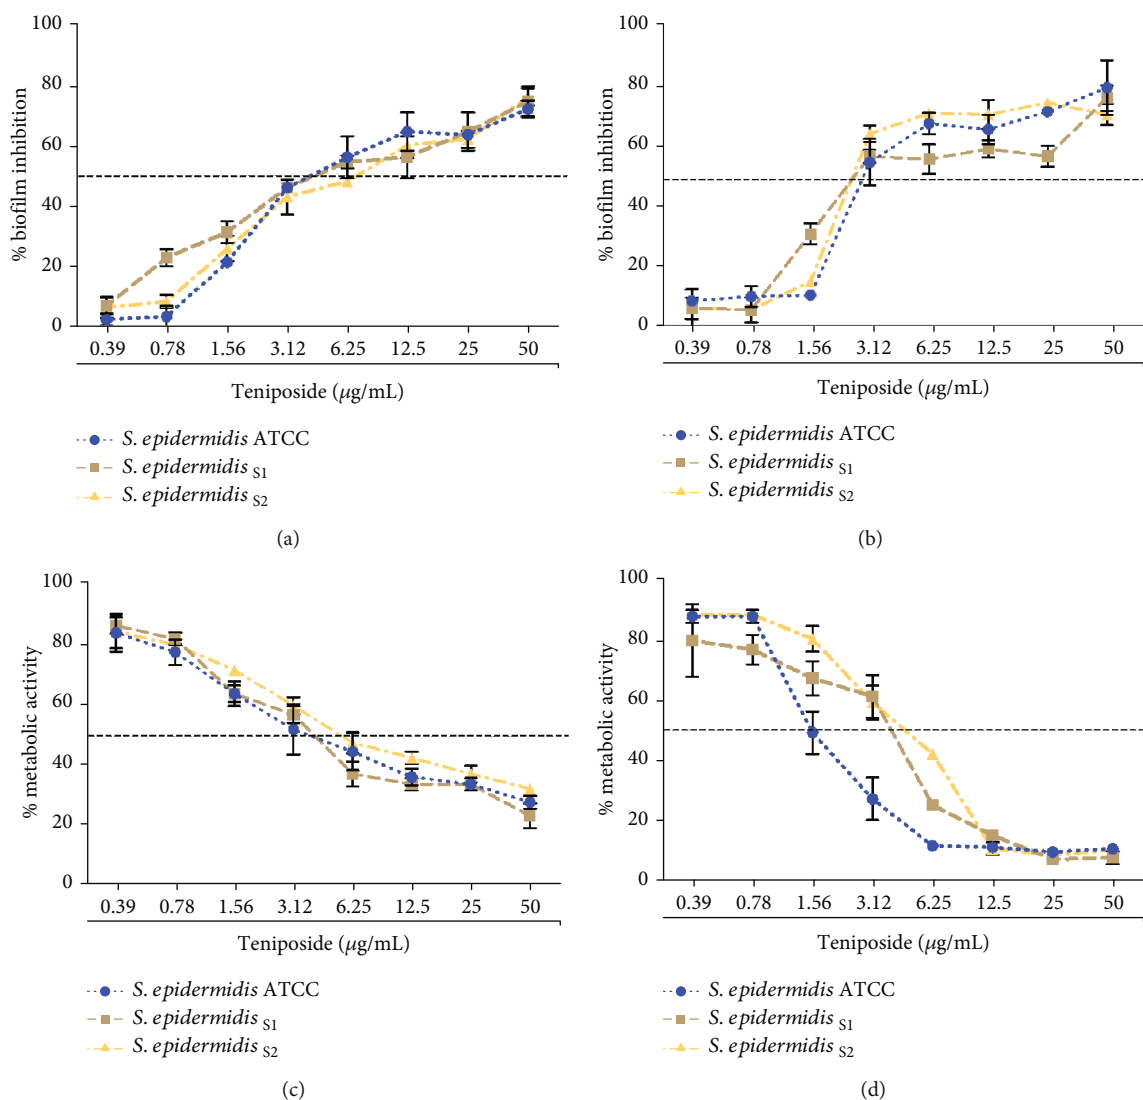 100
80
60
40
20
0
% biofilm inhibition
0.39 0.78 1.56 3.12 6.25 12.5 25 50
Teniposide (μg/mL)
S. epidermidis ATCC
S. epidermidis S1
S. epidermidis S2
(a)
100
80
60
40
20
0
% biofilm inhibition
0.39 0.78 1.56 3.12 6.25 12.5 25 50
Teniposide (μg/mL)
S. epidermidis ATCC
S. epidermidis S1
S. epidermidis S2
(b)
100
80
60
40
20
0
% metabolic activity
0.39 0.78 1.56 3.12 6.25 12.5 25 50
Teniposide (μg/mL)
S. epidermidis ATCC
S. epidermidis S1
S. epidermidis S2
(c)
100
80
60
40
20
0
% metabolic activity
0.39 0.78 1.56 3.12 6.25 12.5 25 50
Teniposide (μg/mL)
S. epidermidis ATCC
S. epidermidis S1
S. epidermidis S2
(d)